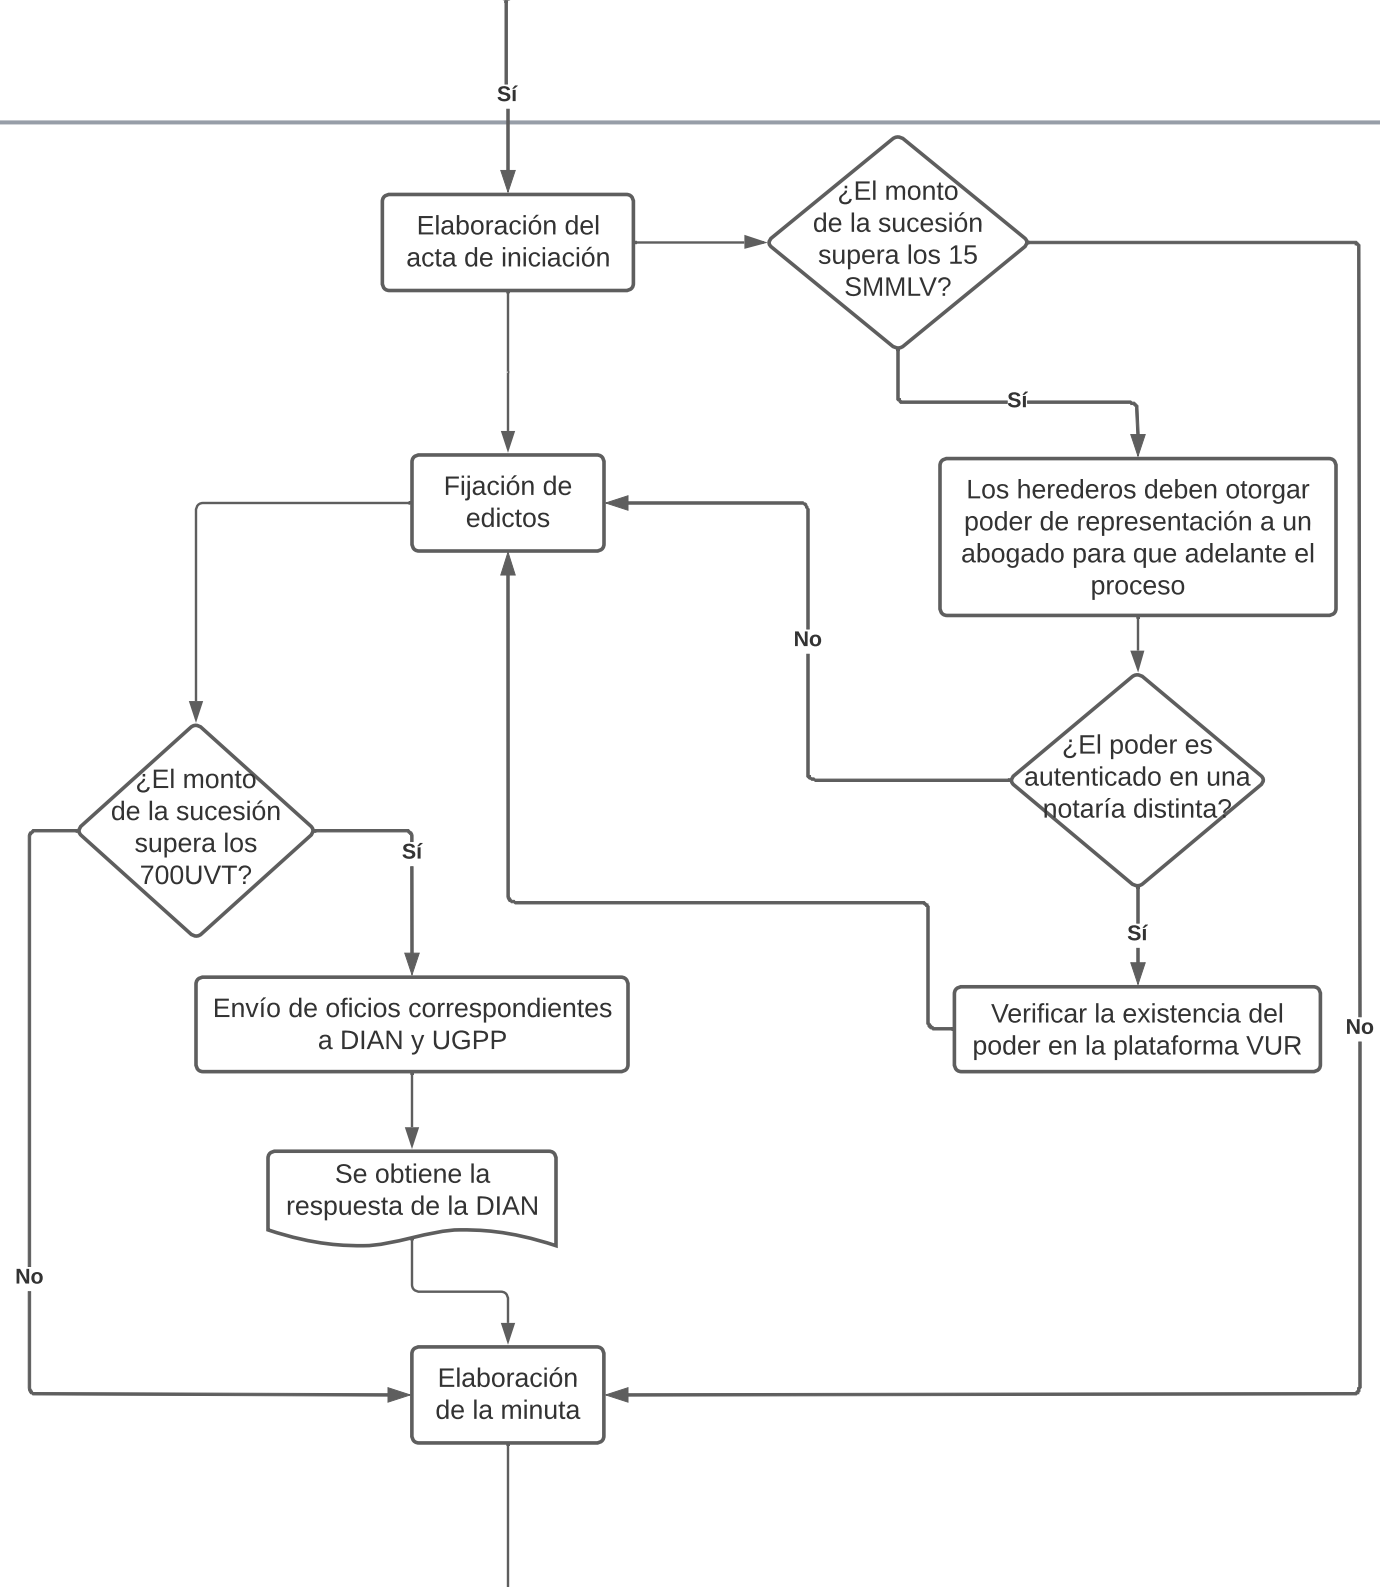 Sí
Elaboración del
acta de iniciación
¿El monto
de la sucesión
supera los 15
SMMLV?
Sí
Fijación de
edictos
Los herederos deben otorgar
poder de representación a un
abogado para que adelante el
proceso
No
¿El poder es
autenticado en una
notaría distinta?
¿El monto
de la sucesión
supera los
700UVT?
Sí
Sí
Envío de oficios correspondientes
a DIAN y UGPP
Verificar la existencia del
poder en la plataforma VUR
No
Se obtiene la
respuesta de la DIAN
No
Elaboración
de la minuta